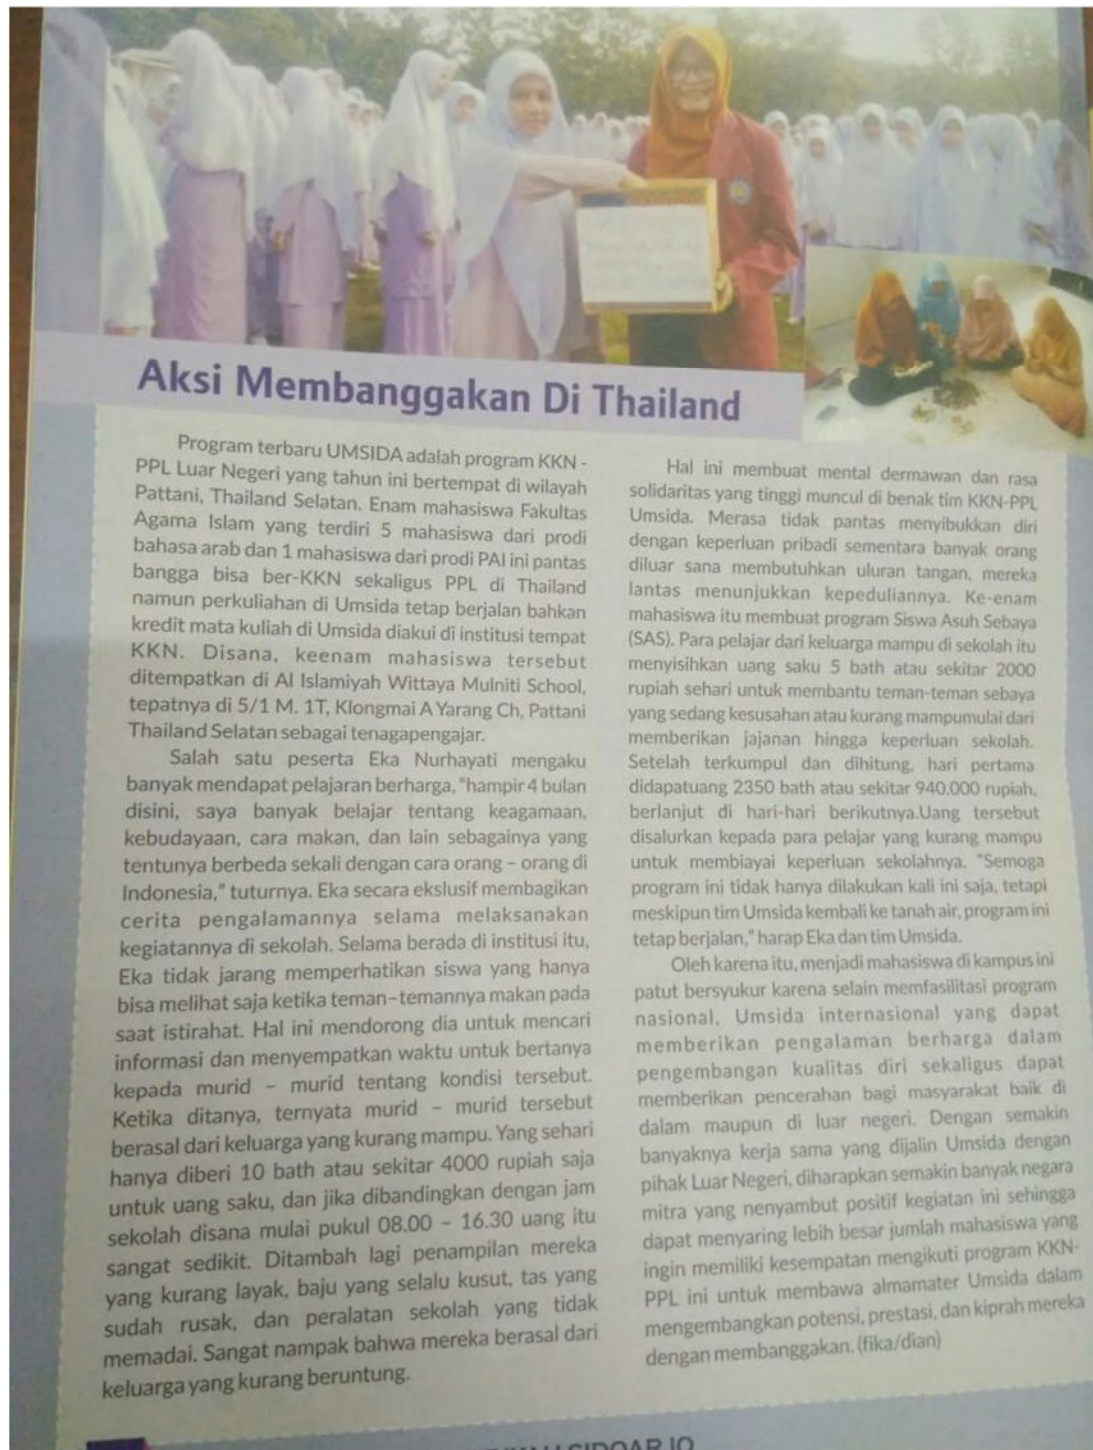 Aksi Membanggakan Di Thailand
Program terbaru UMSIDA adalah program KKN -
PPL Luar Negeri yang tahun ini bertempat di wilayah
Pattani, Thailand Selatan. Enam mahasiswa Fakultas
Agama Islam yang terdiri 5 mahasiswa dari prodi
bahasa arab dan 1 mahasiswa dari prodi PAI ini pantas
bangga bisa ber-KKN sekaligus PPL di Thailand
namun perkuliahan di Umsida tetap berjalan bahkan
kredit mata kuliah di Umsida diakui di institusi tempat
KKN. Disana, keenam mahasiswa tersebut
ditempatkan di Al Islamiyah Wittaya Mulniti School,
tepatnya di 5/1 M. 1T, Klongmai A Yarang Ch, Pattani
Thailand Selatan sebagai tenagapengajar.
Salah satu peserta Eka Nurhayati mengaku
banyak mendapat pelajaran berharga, "hampir 4 bulan
disini, saya banyak belajar tentang keagamaan,
kebudayaan, cara makan, dan lain sebagainya yang
tentunya berbeda sekali dengan cara orang – orang di
Indonesia," tuturnya. Eka secara ekslusif membagikan
cerita pengalamannya selama melaksanakan
kegiatannya di sekolah. Selama berada di institusi itu,
Eka tidak jarang memperhatikan siswa yang hanya
bisa melihat saja ketika teman–temannya makan pada
saat istirahat. Hal ini mendorong dia untuk mencari
informasi dan menyempatkan waktu untuk bertanya
kepada murid – murid tentang kondisi tersebut.
Ketika ditanya, ternyata murid – murid tersebut
berasal dari keluarga yang kurang mampu. Yang sehari
hanya diberi 10 bath atau sekitar 4000 rupiah saja
untuk uang saku, dan jika dibandingkan dengan jam
sekolah disana mulai pukul 08.00 – 16.30 uang itu
sangat sedikit. Ditambah lagi penampilan mereka
yang kurang layak, baju yang selalu kusut, tas yang
sudah rusak, dan peralatan sekolah yang tidak
memadai. Sangat nampak bahwa mereka berasal dari
keluarga yang kurang beruntung.
Hal ini membuat mental dermawan dan rasa
solidaritas yang tinggi muncul di benak tim KKN-PPL
Umsida. Merasa tidak pantas menyibukkan diri
dengan keperluan pribadi sementara banyak orang
diluar sana membutuhkan uluran tangan, mereka
lantas menunjukkan kepeduliannya. Ke-enam
mahasiswa itu membuat program Siswa Asuh Sebaya
(SAS). Para pelajar dari keluarga mampu di sekolah itu
menyisihkan uang saku 5 bath atau sekitar 2000
rupiah sehari untuk membantu teman-teman sebaya
yang sedang kesusahan atau kurang mampumulai dari
memberikan jajanan hingga keperluan sekolah.
Setelah terkumpul dan dihitung, hari pertama
didapatuang 2350 bath atau sekitar 940.000 rupiah,
berlanjut di hari-hari berikutnya.Uang tersebut
disalurkan kepada para pelajar yang kurang mampu
untuk membiayai keperluan sekolahnya. "Semoga
program ini tidak hanya dilakukan kali ini saja, tetapi
meskipun tim Umsida kembali ke tanah air, program ini
tetap berjalan," harap Eka dan tim Umsida.
Oleh karena itu, menjadi mahasiswa di kampus ini
patut bersyukur karena selain memfasilitasi program
nasional, Umsida internasional yang dapat
memberikan pengalaman berharga dalam
pengembangan kualitas diri sekaligus dapat
memberikan pencerahan bagi masyarakat baik di
dalam maupun di luar negeri. Dengan semakin
banyaknya kerja sama yang dijalin Umsida dengan
pihak Luar Negeri, diharapkan semakin banyak negara
mitra yang nenyambut positif kegiatan ini sehingga
dapat menyaring lebih besar jumlah mahasiswa yang
ingin memiliki kesempatan mengikuti program KKN-
PPL ini untuk membawa almamater Umsida dalam
mengembangkan potensi, prestasi, dan kiprah mereka
dengan membanggakan. (fika/dian)
SIDOARJO